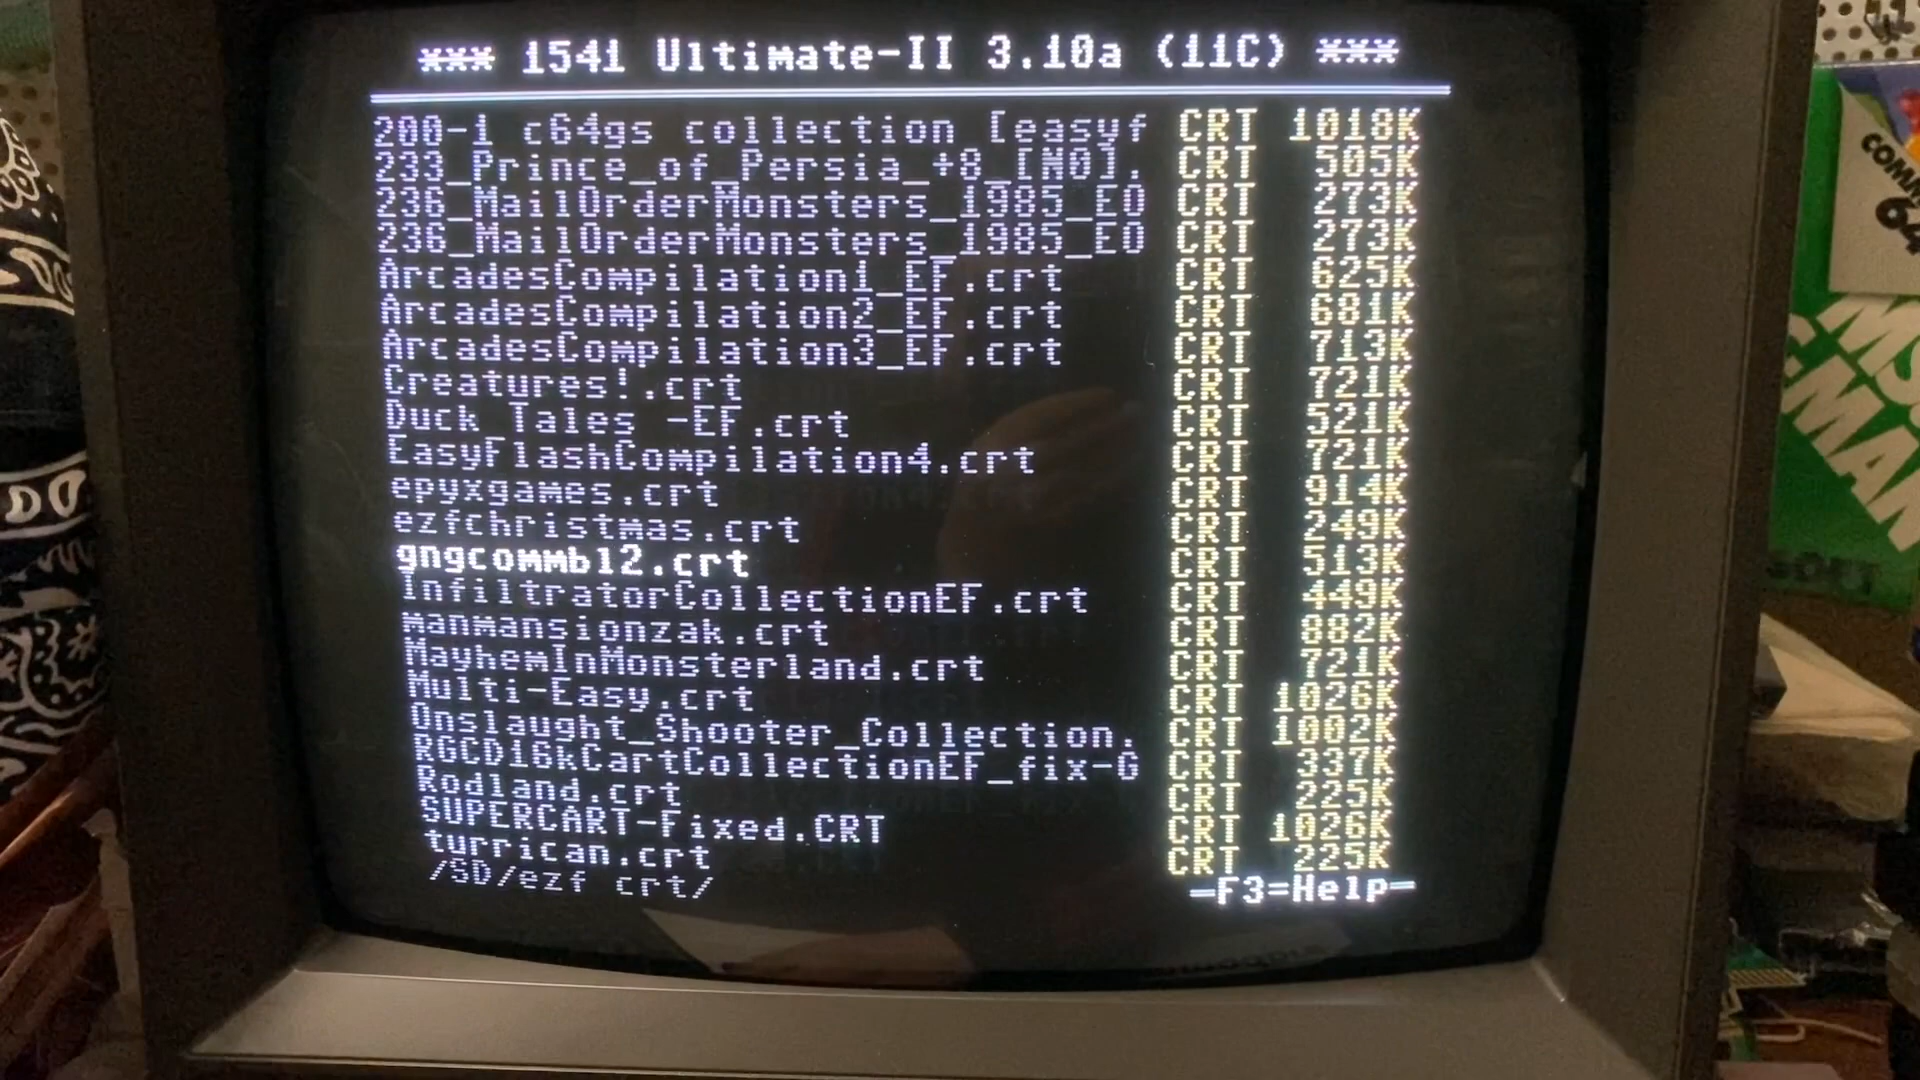 *** 1541 Ultimate-II 3.10a (11C) ***
200-1 c64gs collection [easyf CRT 1018K
233_Prince_of_Persia_+8_[N0]. CRT 505K
236_MailOrderMonsters_1985_EO CRT 273K
236_MailOrderMonsters_1985_EO CRT 273K
ArcadesCompilation1_EF.crt CRT 625K
ArcadesCompilation2_EF.crt CRT 681K
ArcadesCompilation3_EF.crt CRT 713K
Creatures!.crt CRT 721K
Duck Tales -EF.crt CRT 521K
EasyFlashCompilation4.crt CRT 721K
epyxgames.crt CRT 914K
ezfchristmas.crt CRT 249K
gngcommb12.crt CRT 513K
InfiltratorCollectionEF.crt CRT 449K
manmansionzak.crt CRT 882K
MayhemInMonsterland.crt CRT 721K
Multi-Easy.crt CRT 1026K
Onslaught_Shooter_Collection. CRT 1002K
RGCD16kCartCollectionEF_fix-G CRT 337K
Rodland.crt CRT 225K
SUPERCART-Fixed.CRT CRT 1026K
turrican.crt CRT 225K
/SD/ezf crt/ -F3=Help-
64